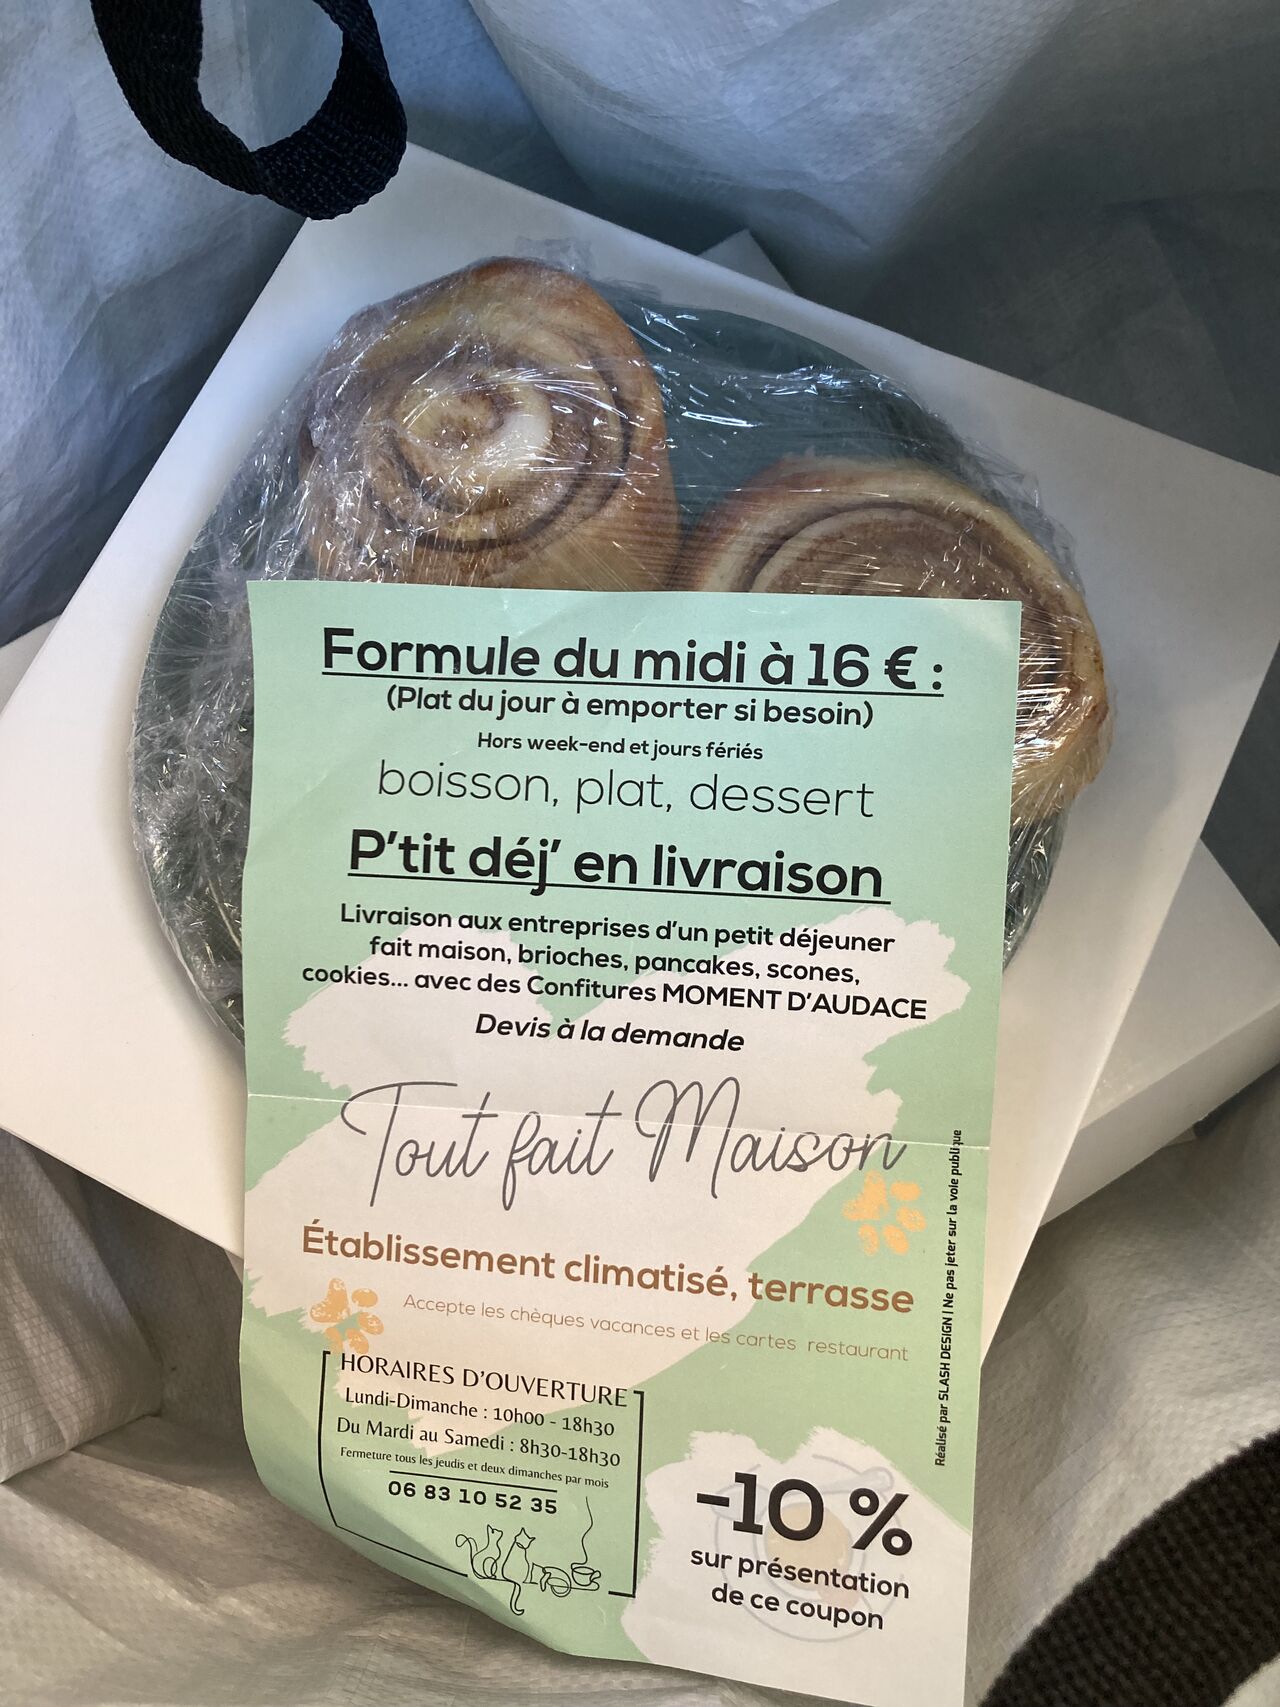 Formule du midi à 16 € :
(Plat du jour à emporter si besoin)
Hors week-end et jours fériés
boisson, plat, dessert
P'tit déj' en livraison
Livraison aux entreprises d'un petit déjeuner
fait maison, brioches, pancakes, scones,
cookies... avec des Confitures MOMENT D'AUDACE
Devis à la demande
Tout fait Maison
Établissement climatisé, terrasse
Accepte les chèques vacances et les cartes restaurant
HORAIRES D'OUVERTURE
Lundi-Dimanche : 10h00 - 18h30
Du Mardi au Samedi : 8h30-18h30
Fermeture tous les jeudis et deux dimanches par mois
06 83 10 52 35
-10 %
sur présentation
de ce coupon
Réalisé par SLASH DESIGN | Ne pas jeter sur la voie publique